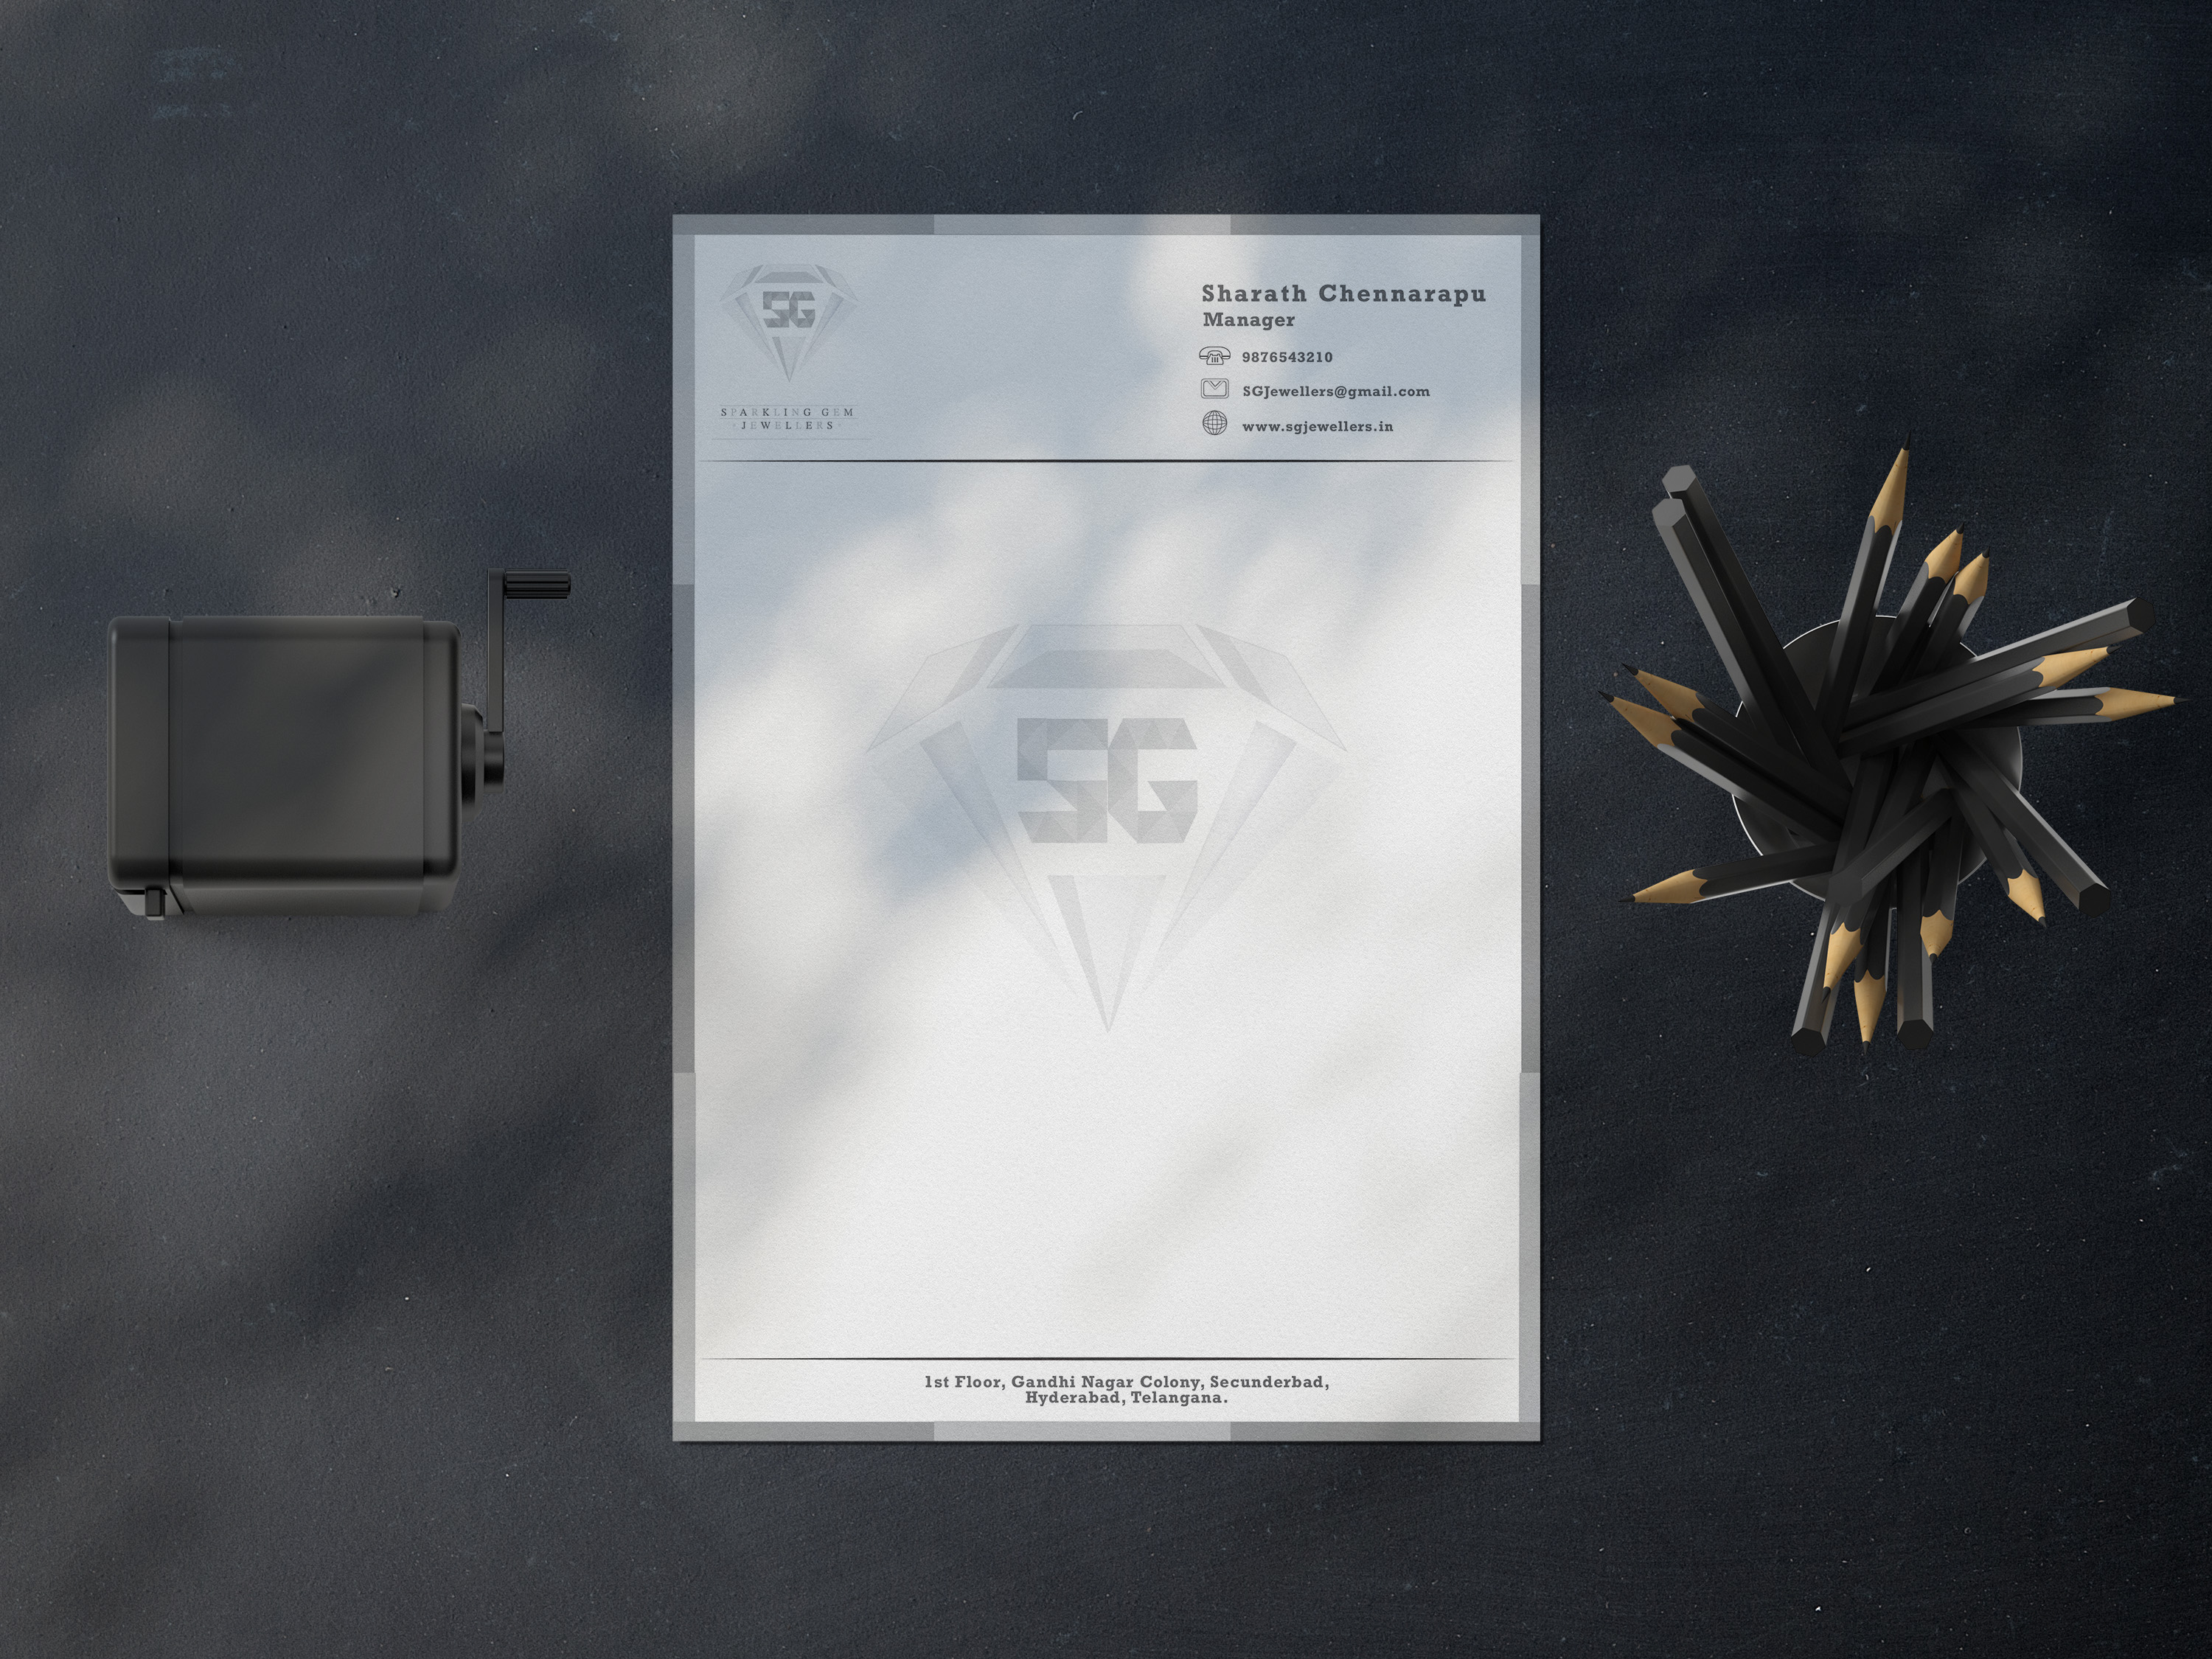 SG
SPARKLING GEM
JEWELLERS
Sharath Chennarapu
Manager
9876543210
SGJewellers@gmail.com
www.sgjewellers.in
SG
1st Floor, Gandhi Nagar Colony, Secunderbad,
Hyderabad, Telangana.